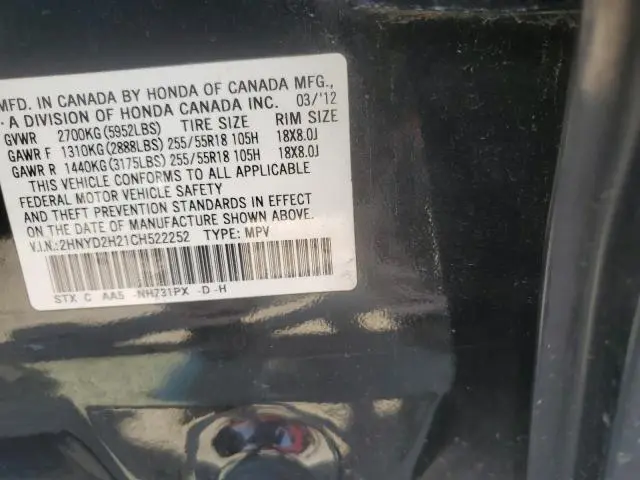 MFD. IN CANADA BY HONDA OF CANADA MFG.,
A DIVISION OF HONDA CANADA INC. 03/'12
GVWR 2700KG(5952LBS) TIRE SIZE RIM SIZE
GAWR F 1310KG(2888LBS) 255/55R18 105H 18X8.0J
GAWR R 1440KG(3175LBS) 255/55R18 105H 18X8.0J
THIS VEHICLE CONFORMS TO ALL APPLICABLE
FEDERAL MOTOR VEHICLE SAFETY
AND THEFT PREVENTION STANDARDS IN EFFECT
ON THE DATE OF MANUFACTURE SHOWN ABOVE.
V.I.N.:2HNYD2H21CH522252 TYPE: MPV
STX C AA5 -NH731PX -D -H